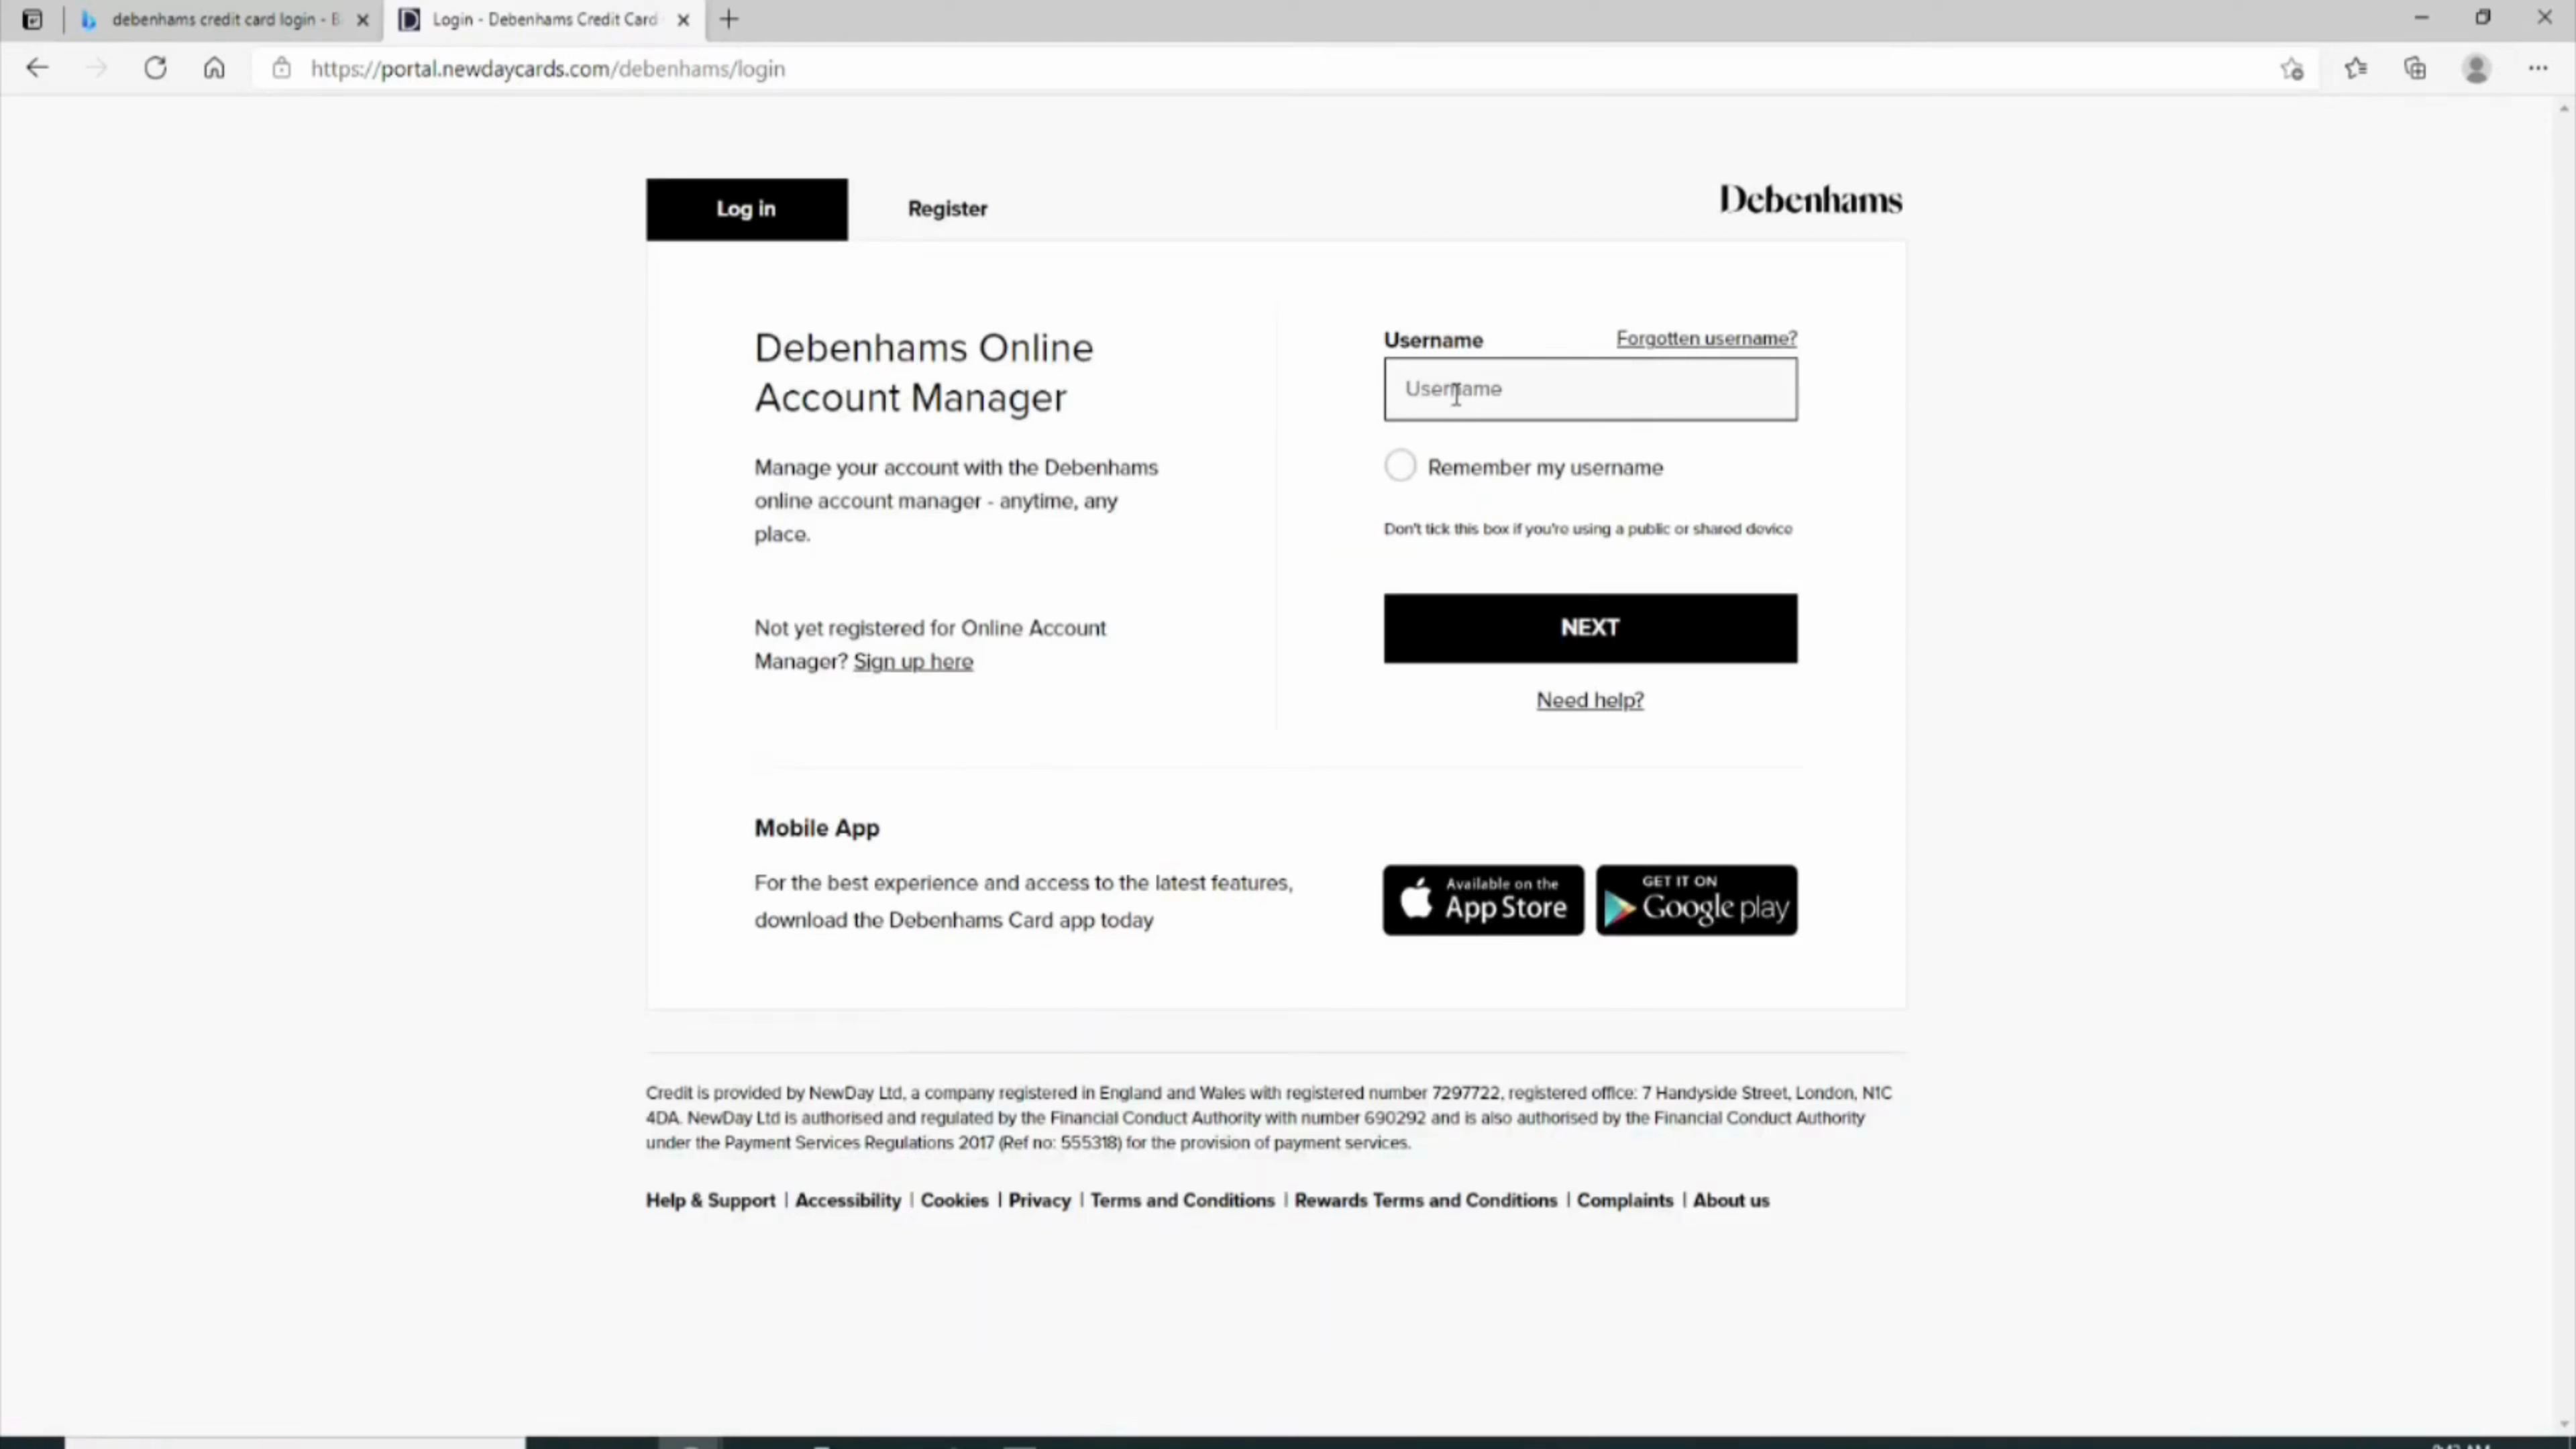 debenhams credit card login - B
Login - Debenhams Credit Card
https://portal.newdaycards.com/debenhams/login
Log in
Register
Debenhams
Debenhams Online
Account Manager
Manage your account with the Debenhams
online account manager - anytime, any
place.
Not yet registered for Online Account
Manager? Sign up here
Username
Forgotten username?
Username
Remember my username
Don't tick this box if you're using a public or shared device
NEXT
Need help?
Mobile App
For the best experience and access to the latest features,
download the Debenhams Card app today
Available on the
App Store
GET IT ON
Google play
Credit is provided by NewDay Ltd, a company registered in England and Wales with registered number 7297722, registered office: 7 Handyside Street, London, N1C
4DA. NewDay Ltd is authorised and regulated by the Financial Conduct Authority with number 690292 and is also authorised by the Financial Conduct Authority
under the Payment Services Regulations 2017 (Ref no: 555318) for the provision of payment services.
Help & Support | Accessibility | Cookies | Privacy | Terms and Conditions | Rewards Terms and Conditions | Complaints | About us